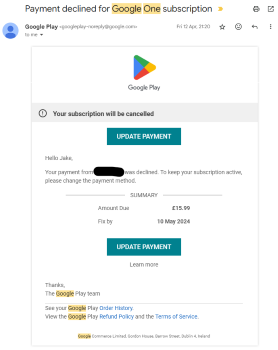 Payment declined for Google One subscription
Google Play <googleplay-noreply@google.com>
Fri 12 Apr, 21:20
to me
Google Play
Your subscription will be cancelled
UPDATE PAYMENT
Hello Jake,
Your payment from was declined. To keep your subscription active,
please change the payment method.
SUMMARY
Amount Due £15.99
Fix by 10 May 2024
UPDATE PAYMENT
Learn more
Thanks,
The Google Play team
See your Google Play Order History.
View the Google Play Refund Policy and the Terms of Service.
Google Commerce Limited, Gordon House, Barrow Street, Dublin 4, Ireland